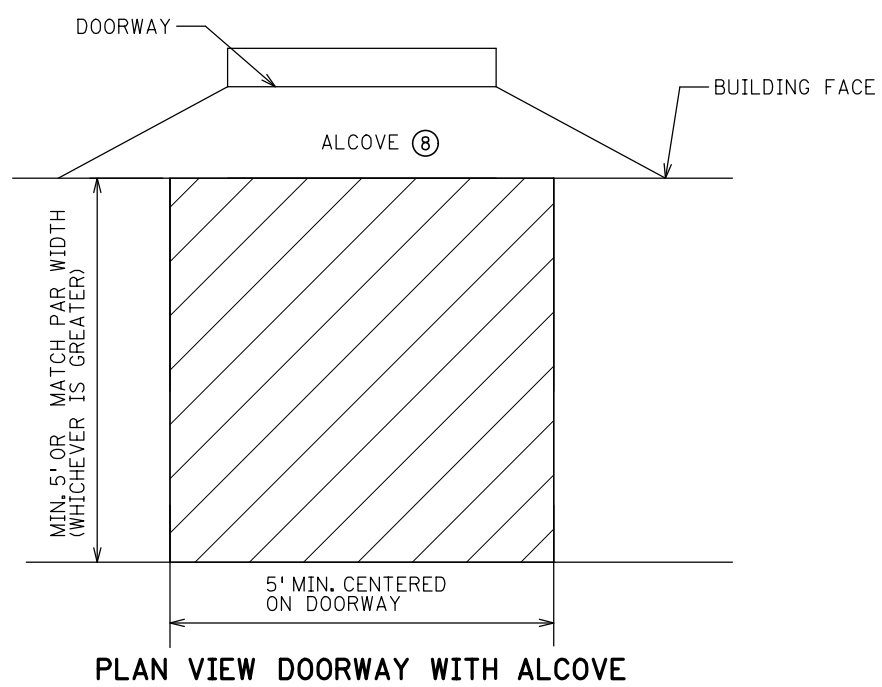 DOORWAY
BUILDING FACE
ALCOVE 8
MIN. 5' OR MATCH PAR WIDTH
(WHICHEVER IS GREATER)
5' MIN. CENTERED
ON DOORWAY
PLAN VIEW DOORWAY WITH ALCOVE